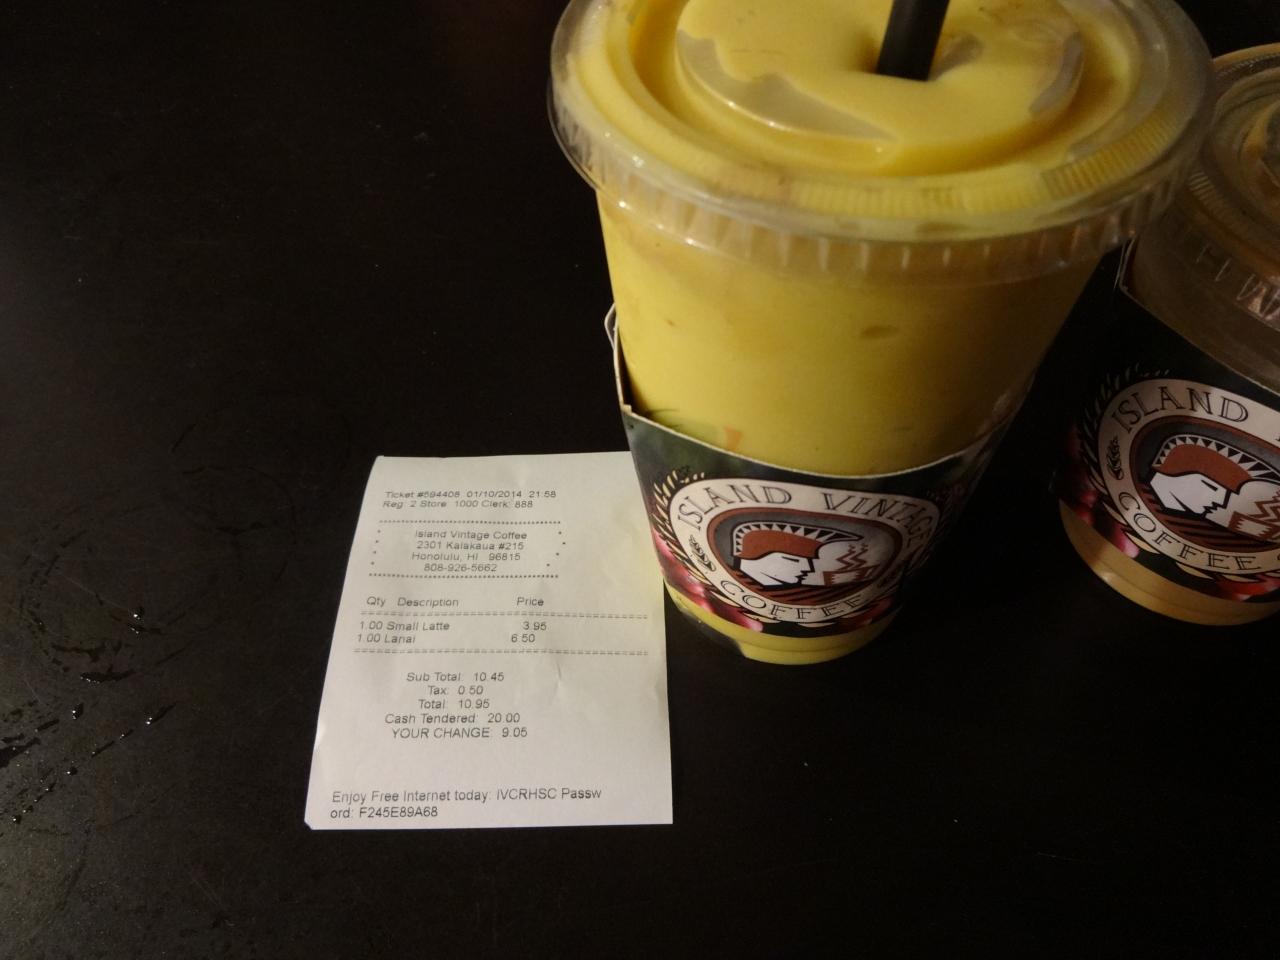 Ticket #594408 01/10/2014 21:58
Reg 2 Store 1000 Clerk: 888
Island Vintage Coffee
2301 Kalakaua #215
Honolulu, HI 96815
808-926-5662
Qty Description Price
1.00 Small Latte 3.95
1.00 Lanai 6.50
Sub Total: 10.45
Tax: 0.50
Total: 10.95
Cash Tendered: 20.00
YOUR CHANGE: 9.05
Enjoy Free Internet today: IVCRHSC Passw
ord: F245E89A68
ISLAND VINTAGE
COFFEE
ISLAND
COFFEE